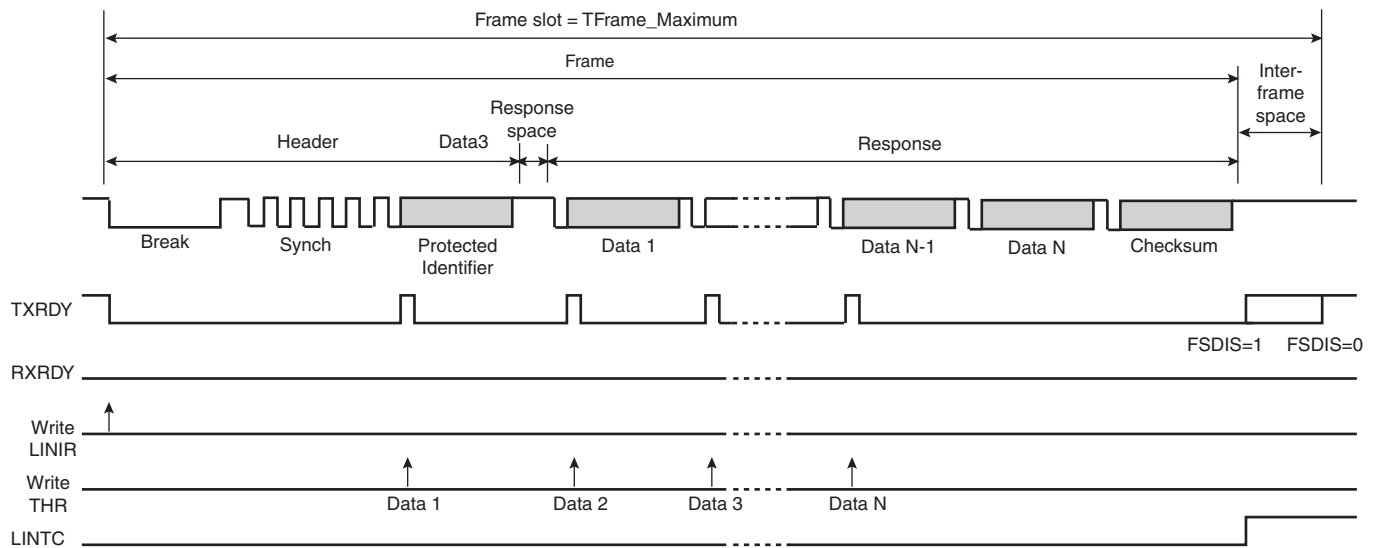 Frame slot = TFrame_Maximum
Frame
Inter-
frame
space
Response
space
Header
Data3
Response
Break
Synch
Protected
Identifier
Data 1
Data N-1
Data N
Checksum
TXRDY
FSDIS=1
FSDIS=0
RXRDY
Write
LINIR
Write
THR
Data 1
Data 2
Data 3
Data N
LINTC